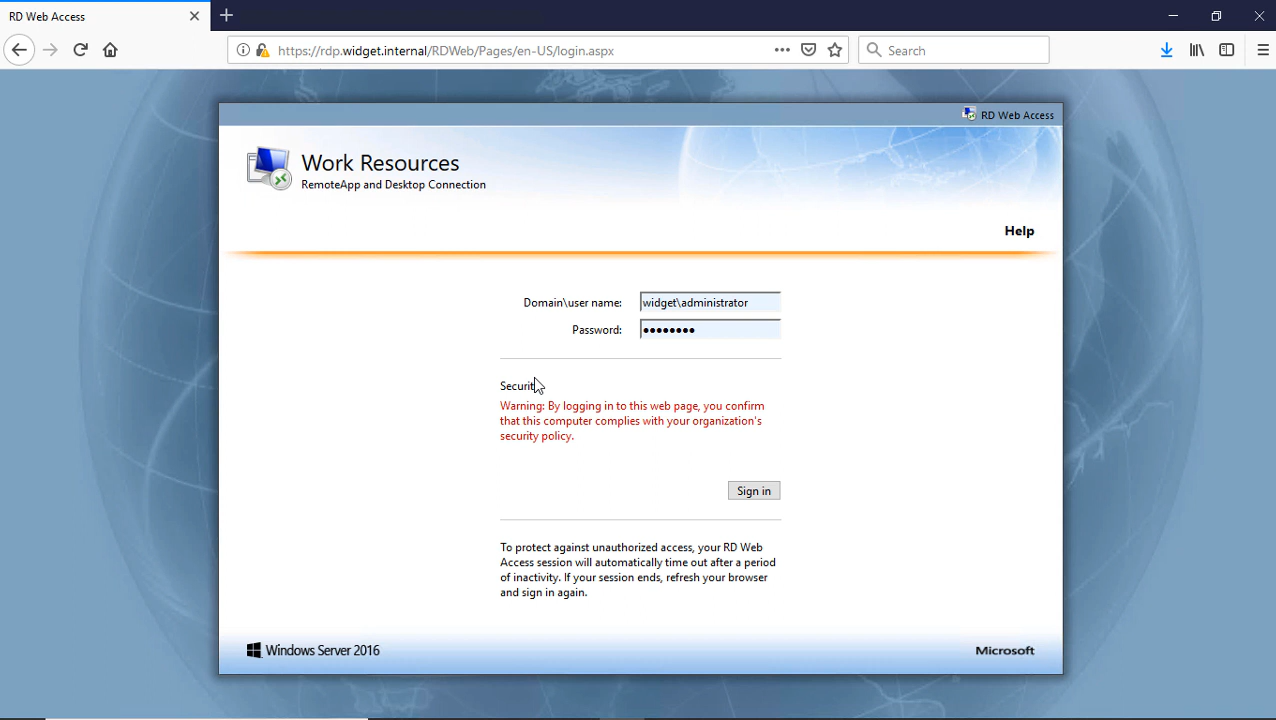 RD Web Access
https://rdp.widget.internal/RDWeb/Pages/en-US/login.aspx
Search
RD Web Access
Work Resources
RemoteApp and Desktop Connection
Help
Domain\user name: widget\administrator
Password: ••••••••
Warning: By logging in to this web page, you confirm
that this computer complies with your organization's
security policy.
Sign in
To protect against unauthorized access, your RD Web
Access session will automatically time out after a period
of inactivity. If your session ends, refresh your browser
and sign in again.
Windows Server 2016
Microsoft